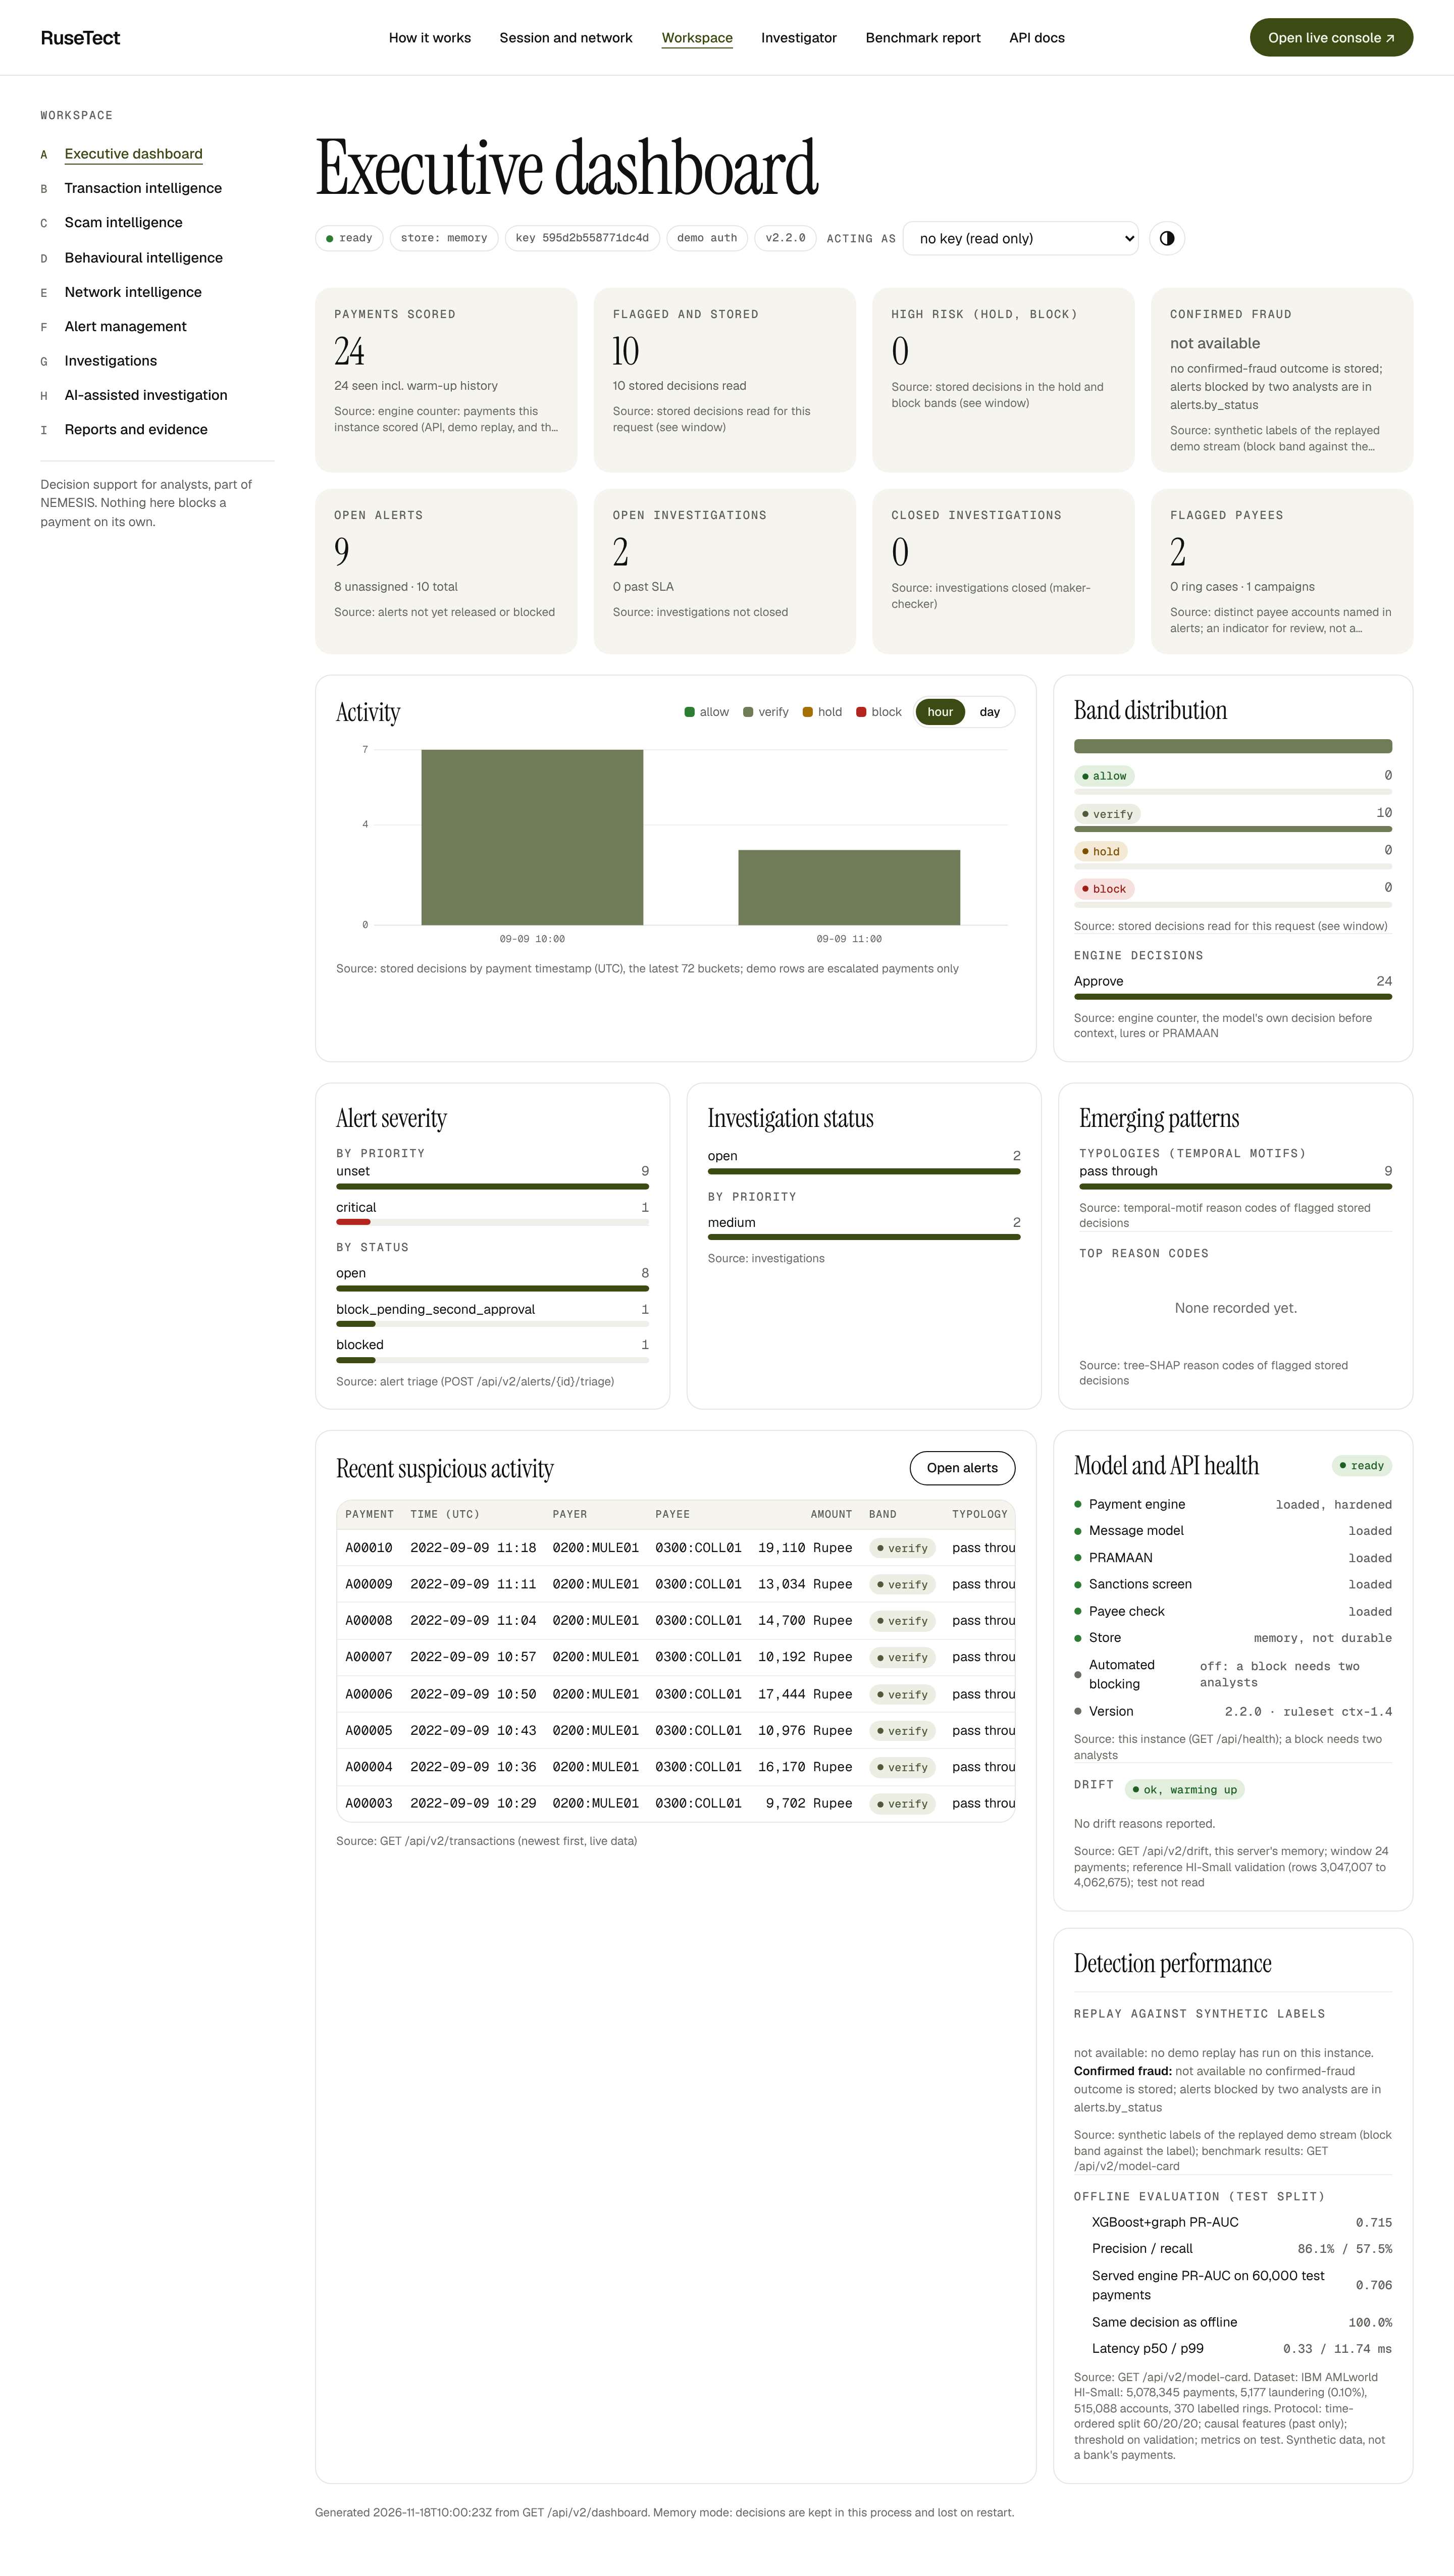 RuseTect
How it works
Session and network
Workspace
Investigator
Benchmark report
API docs
Open live console ↗
WORKSPACE
A Executive dashboard
B Transaction intelligence
C Scam intelligence
D Behavioural intelligence
E Network intelligence
F Alert management
G Investigations
H AI-assisted investigation
I Reports and evidence
Decision support for analysts, part of
NEMESIS. Nothing here blocks a
payment on its own.
Executive dashboard
ready
store: memory
key 595d2b558771dc4d
demo auth
v2.2.0
ACTING AS
no key (read only)
PAYMENTS SCORED
24
24 seen incl. warm-up history
Source: engine counter: payments this
instance scored (API, demo replay, and th...
FLAGGED AND STORED
10
10 stored decisions read
Source: stored decisions read for this
request (see window)
HIGH RISK (HOLD, BLOCK)
0
Source: stored decisions in the hold and
block bands (see window)
CONFIRMED FRAUD
not available
no confirmed-fraud outcome is stored;
alerts blocked by two analysts are in
alerts.by_status
Source: synthetic labels of the replayed
demo stream (block band against the...
OPEN ALERTS
9
8 unassigned · 10 total
Source: alerts not yet released or blocked
OPEN INVESTIGATIONS
2
0 past SLA
Source: investigations not closed
CLOSED INVESTIGATIONS
0
Source: investigations closed (maker-
checker)
FLAGGED PAYEES
2
0 ring cases · 1 campaigns
Source: distinct payee accounts named in
alerts; an indicator for review, not a...
Activity
allow
verify
hold
block
hour
day
7
4
0
09-09 10:00
09-09 11:00
Source: stored decisions by payment timestamp (UTC), the latest 72 buckets; demo rows are escalated payments only
Band distribution
allow 0
verify 10
hold 0
block 0
Source: stored decisions read for this request (see window)
ENGINE DECISIONS
Approve 24
Source: engine counter, the model's own decision before
context, lures or PRAMAAN
Alert severity
BY PRIORITY
unset 9
critical 1
BY STATUS
open 8
block_pending_second_approval 1
blocked 1
Source: alert triage (POST /api/v2/alerts/{id}/triage)
Investigation status
open 2
BY PRIORITY
medium 2
Source: investigations
Emerging patterns
TYPOLOGIES (TEMPORAL MOTIFS)
pass through 9
Source: temporal-motif reason codes of flagged stored
decisions
TOP REASON CODES
None recorded yet.
Source: tree-SHAP reason codes of flagged stored
decisions
Recent suspicious activity
Open alerts
PAYMENT TIME (UTC) PAYER PAYEE AMOUNT BAND TYPOLOGY
A00010 2022-09-09 11:18 0200:MULE01 0300:COLL01 19,110 Rupee verify pass throu
A00009 2022-09-09 11:11 0200:MULE01 0300:COLL01 13,034 Rupee verify pass throu
A00008 2022-09-09 11:04 0200:MULE01 0300:COLL01 14,700 Rupee verify pass throu
A00007 2022-09-09 10:57 0200:MULE01 0300:COLL01 10,192 Rupee verify pass throu
A00006 2022-09-09 10:50 0200:MULE01 0300:COLL01 17,444 Rupee verify pass throu
A00005 2022-09-09 10:43 0200:MULE01 0300:COLL01 10,976 Rupee verify pass throu
A00004 2022-09-09 10:36 0200:MULE01 0300:COLL01 16,170 Rupee verify pass throu
A00003 2022-09-09 10:29 0200:MULE01 0300:COLL01 9,702 Rupee verify pass throu
Source: GET /api/v2/transactions (newest first, live data)
Model and API health
ready
Payment engine loaded, hardened
Message model loaded
PRAMAAN loaded
Sanctions screen loaded
Payee check loaded
Store memory, not durable
Automated
blocking
off: a block needs two
analysts
Version 2.2.0 · ruleset ctx-1.4
Source: this instance (GET /api/health); a block needs two
analysts
DRIFT
ok, warming up
No drift reasons reported.
Source: GET /api/v2/drift, this server's memory; window 24
payments; reference HI-Small validation (rows 3,047,007 to
4,062,675); test not read
Detection performance
REPLAY AGAINST SYNTHETIC LABELS
not available: no demo replay has run on this instance.
Confirmed fraud: not available no confirmed-fraud
outcome is stored; alerts blocked by two analysts are in
alerts.by_status
Source: synthetic labels of the replayed demo stream (block
band against the label); benchmark results: GET
/api/v2/model-card
OFFLINE EVALUATION (TEST SPLIT)
XGBoost+graph PR-AUC 0.715
Precision / recall 86.1% / 57.5%
Served engine PR-AUC on 60,000 test
payments
0.706
Same decision as offline 100.0%
Latency p50 / p99 0.33 / 11.74 ms
Source: GET /api/v2/model-card. Dataset: IBM AMLworld
HI-Small: 5,078,345 payments, 5,177 laundering (0.10%),
515,088 accounts, 370 labelled rings. Protocol: time-
ordered split 60/20/20; causal features (past only);
threshold on validation; metrics on test. Synthetic data, not
a bank's payments.
Generated 2026-11-18T10:00:23Z from GET /api/v2/dashboard. Memory mode: decisions are kept in this process and lost on restart.